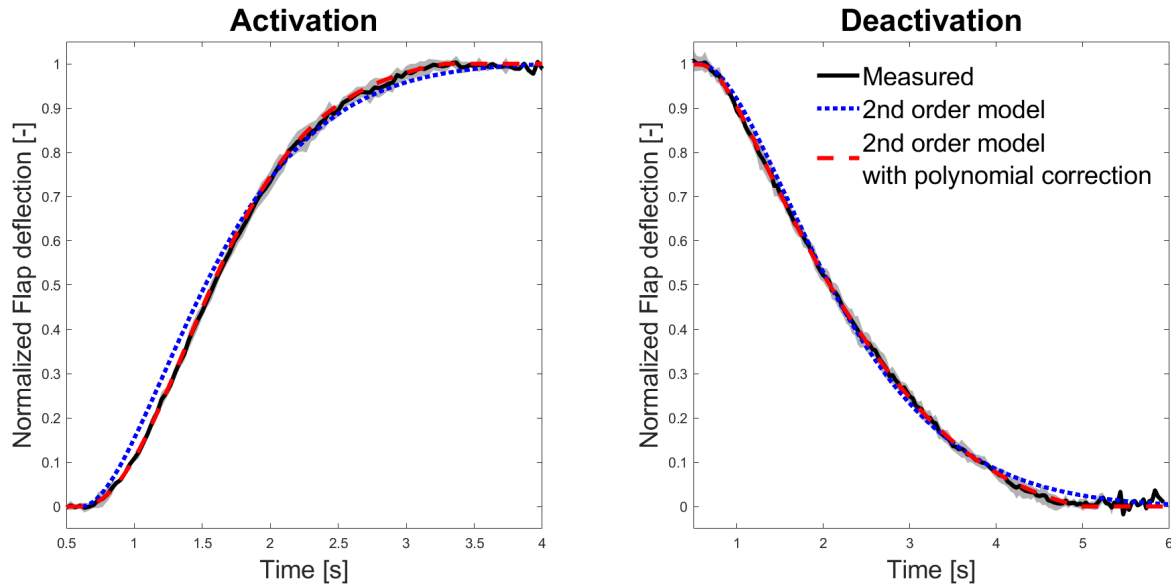 Activation
Normalized Flap deflection [-]
1
0.9
0.8
0.7
0.6
0.5
0.4
0.3
0.2
0.1
0
0.5 1 1.5 2 2.5 3 3.5 4
Time [s]
Deactivation
Normalized Flap deflection [-]
1
0.9
0.8
0.7
0.6
0.5
0.4
0.3
0.2
0.1
0
1 2 3 4 5 6
Time [s]
Measured
2nd order model
2nd order model
with polynomial correction